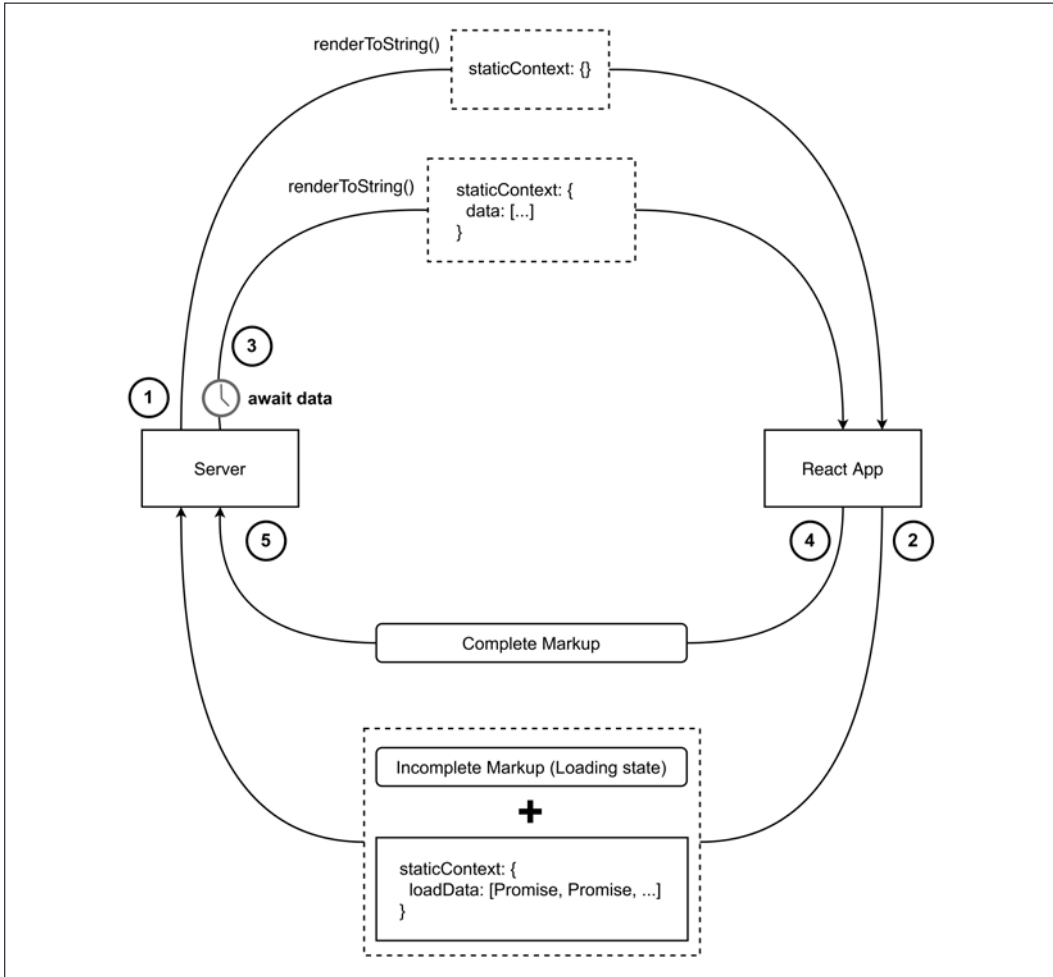 renderToString()
staticContext: {}
renderToString()
staticContext: {
data: [...]
}
3
1
await data
Server
React App
5
4
2
Complete Markup
Incomplete Markup (Loading state)
+
staticContext: {
loadData: [Promise, Promise, ...]
}